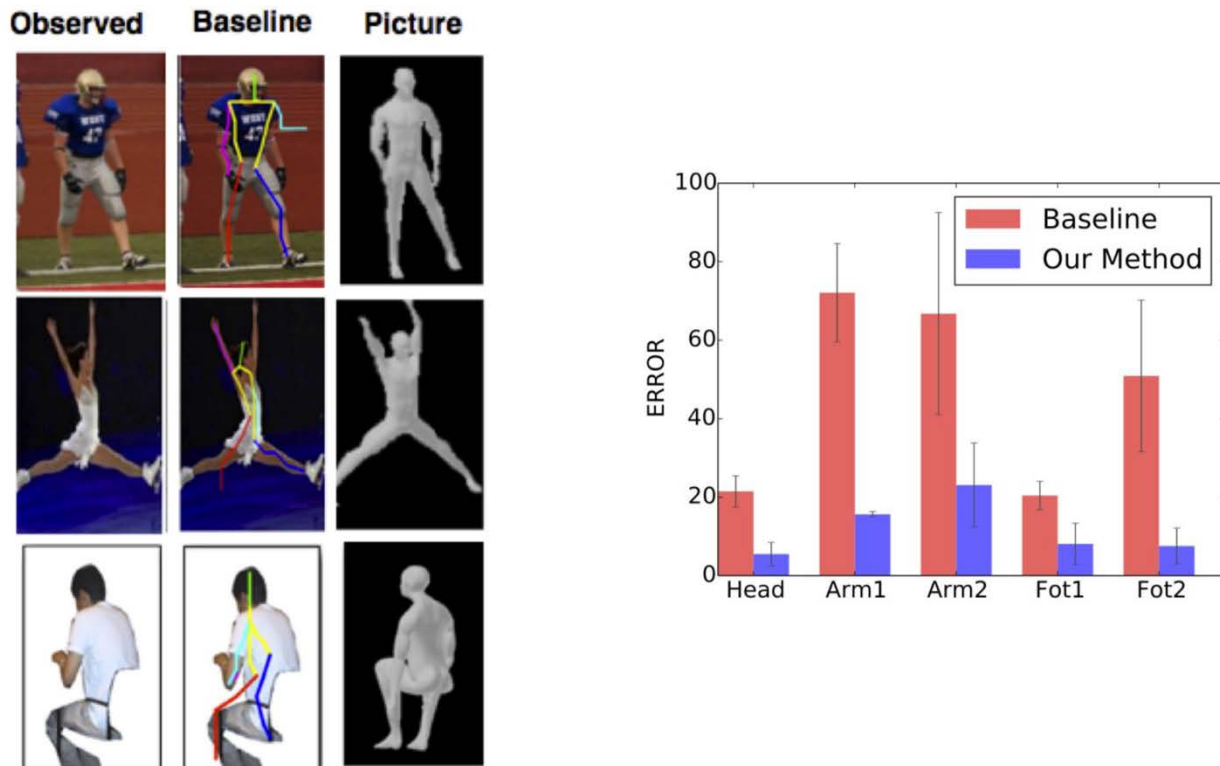 Observed Baseline Picture
WEST
100
80
60
40
20
0
ERROR
Baseline
Our Method
Head Arm1 Arm2 Fot1 Fot2